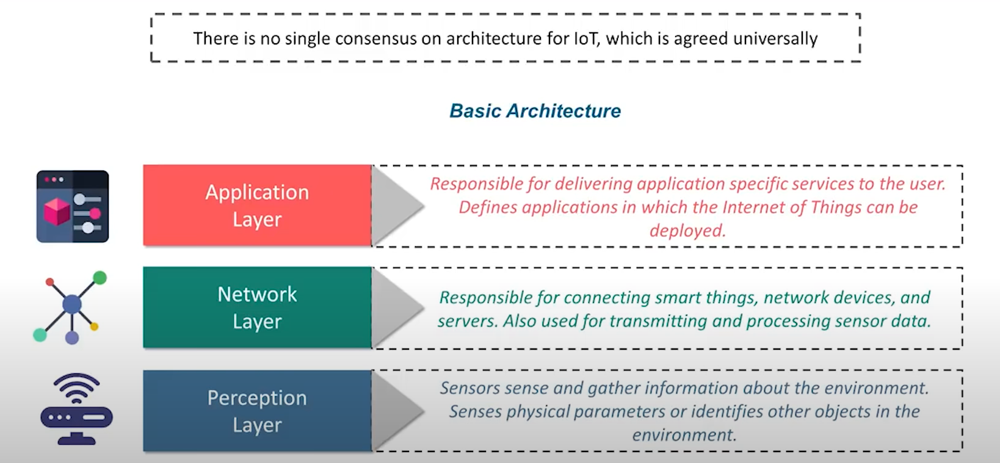 There is no single consensus on architecture for IoT, which is agreed universally
Basic Architecture
Application
Layer
Responsible for delivering application specific services to the user.
Defines applications in which the Internet of Things can be
deployed.
Network
Layer
Responsible for connecting smart things, network devices, and
servers. Also used for transmitting and processing sensor data.
Perception
Layer
Sensors sense and gather information about the environment.
Senses physical parameters or identifies other objects in the
environment.